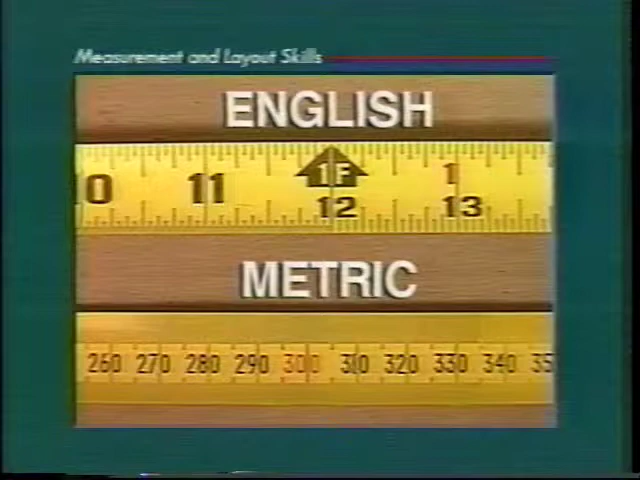 Measurement and Layout Skills
ENGLISH
0 11 1F 1
12 13
METRIC
260 270 280 290 300 310 320 330 340 35